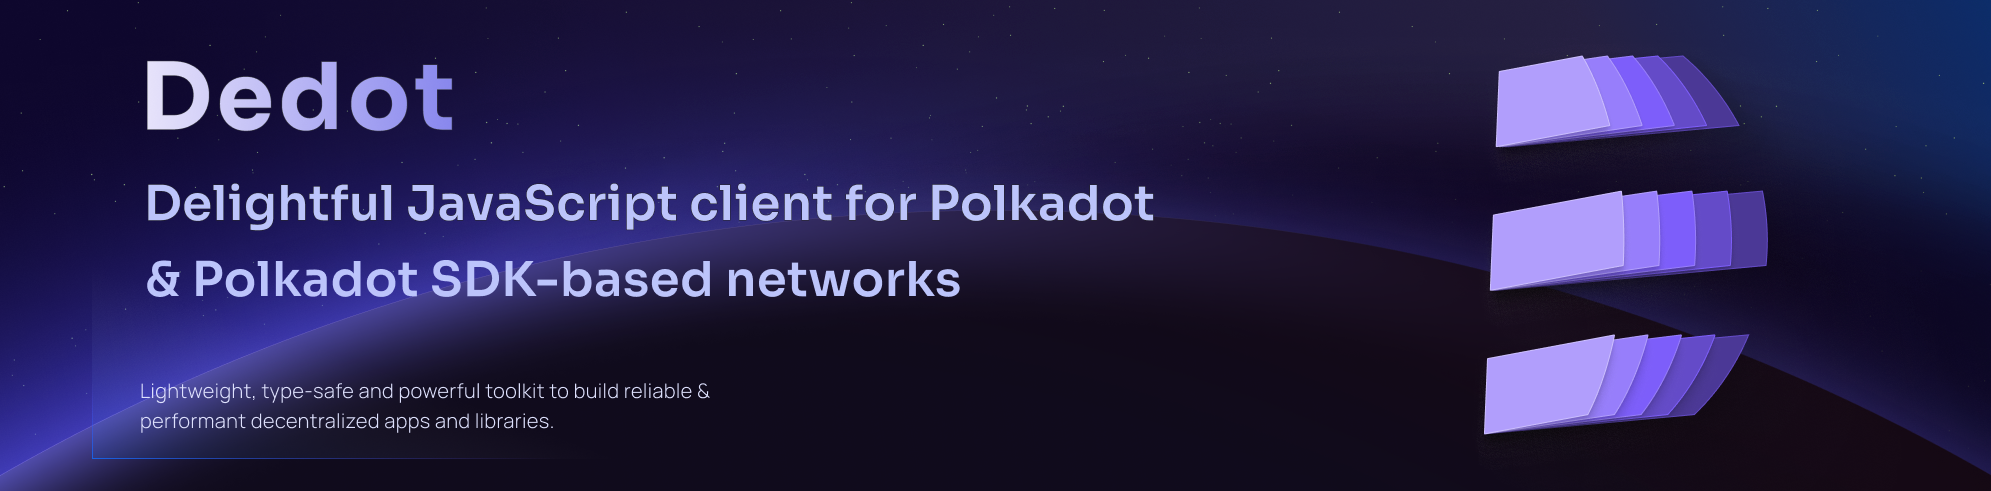 Dedot
Delightful JavaScript client for Polkadot
& Polkadot SDK-based networks
Lightweight, type-safe and powerful toolkit to build reliable &
performant decentralized apps and libraries.